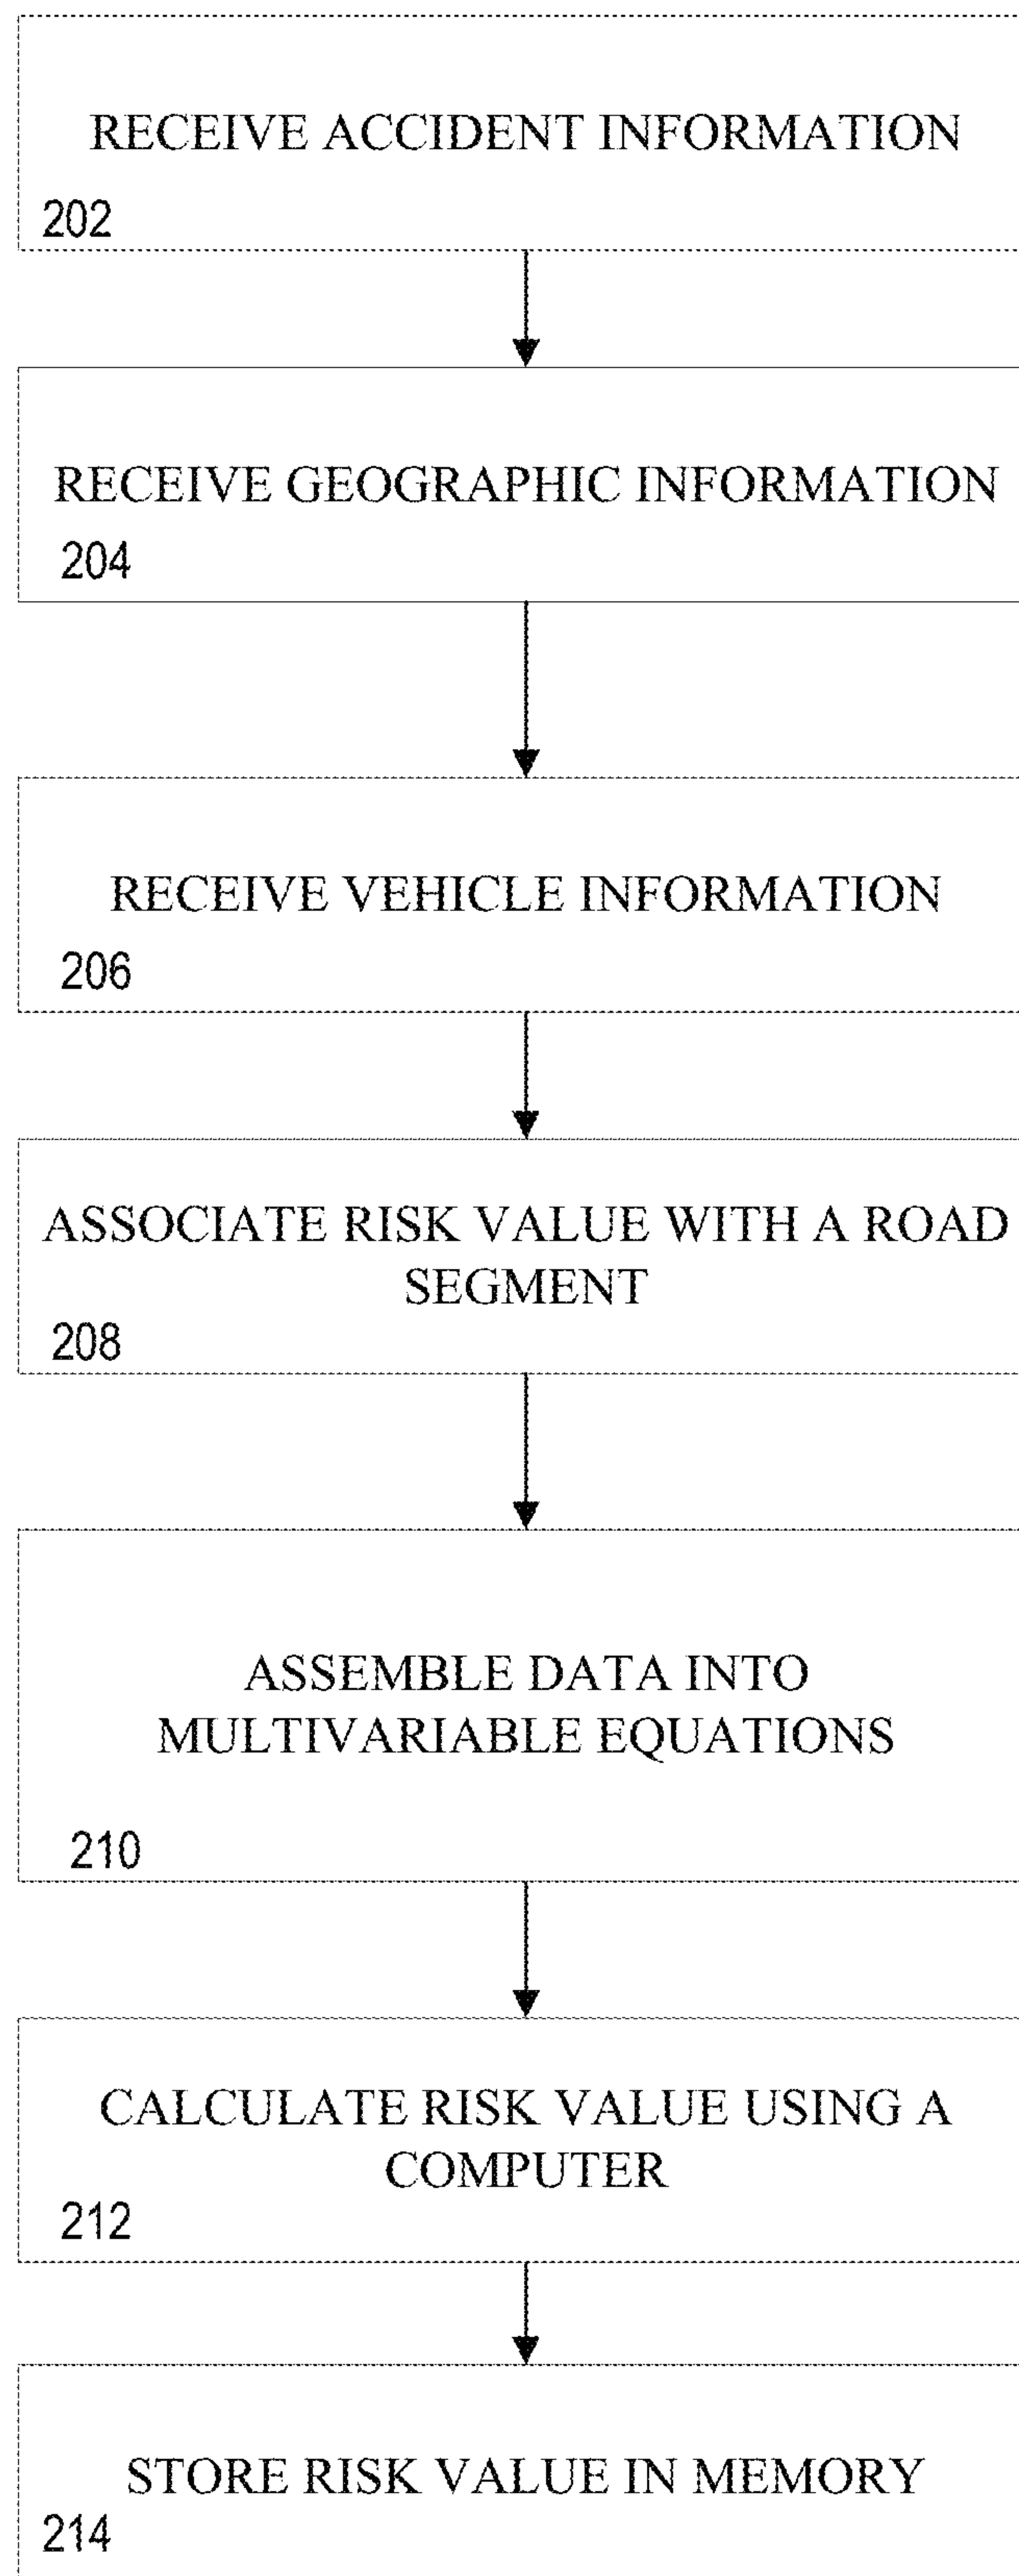 RECEIVE ACCIDENT INFORMATION
202
RECEIVE GEOGRAPHIC INFORMATION
204
RECEIVE VEHICLE INFORMATION
206
ASSOCIATE RISK VALUE WITH A ROAD
SEGMENT
208
ASSEMBLE DATA INTO
MULTIVARIABLE EQUATIONS
210
CALCULATE RISK VALUE USING A
COMPUTER
212
STORE RISK VALUE IN MEMORY
214